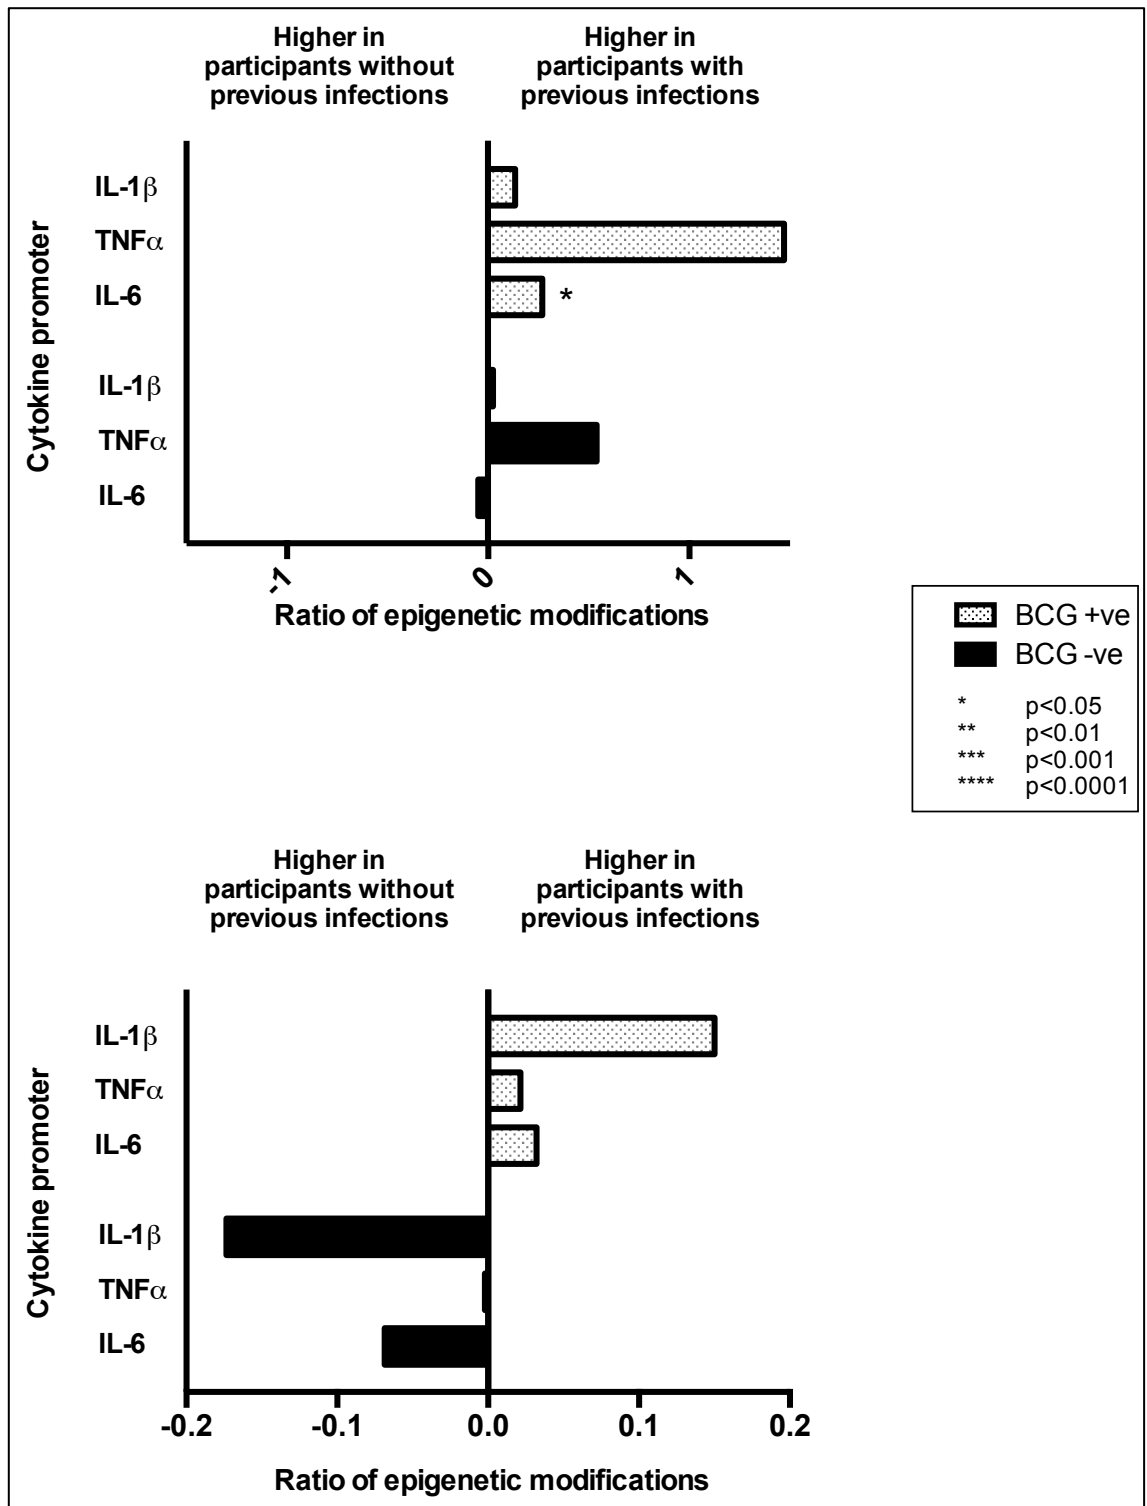 Higher in
participants without
previous infections
Higher in
participants with
previous infections
Cytokine promoter
IL-1β
TNFα
IL-6
*
IL-1β
TNFα
IL-6
-1
0
1
Ratio of epigenetic modifications
BCG +ve
BCG -ve
* p<0.05
** p<0.01
*** p<0.001
**** p<0.0001
Higher in
participants without
previous infections
Higher in
participants with
previous infections
Cytokine promoter
IL-1β
TNFα
IL-6
IL-1β
TNFα
IL-6
-0.2
-0.1
0.0
0.1
0.2
Ratio of epigenetic modifications